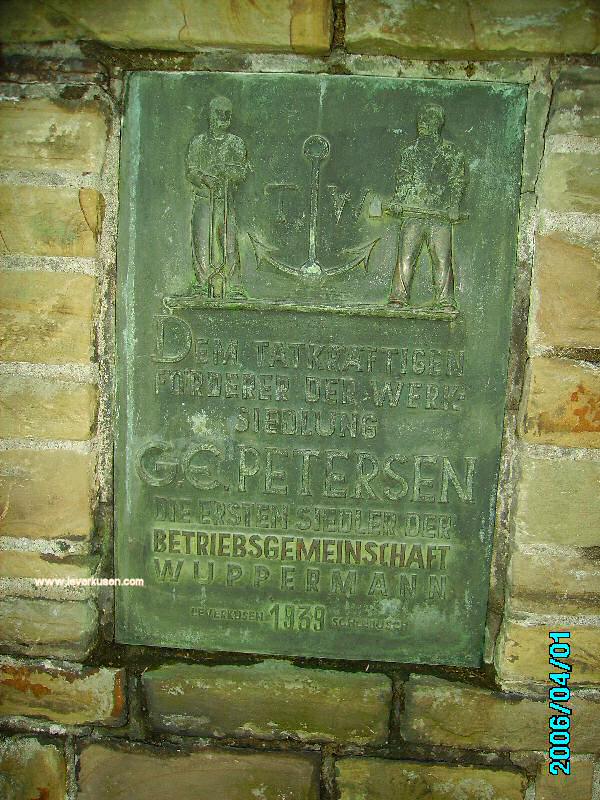 T. W.
DEM TATKRÄFTIGEN
FÖRDERER DER WERK-
SIEDLUNG
G.E. PETERSEN
DIE ERSTEN SIEDLER DER
BETRIEBSGEMEINSCHAFT
WUPPERMANN
LEVERKUSEN 1939 SCHLEBUSCH
www.leverkusen.com
2006/04/01